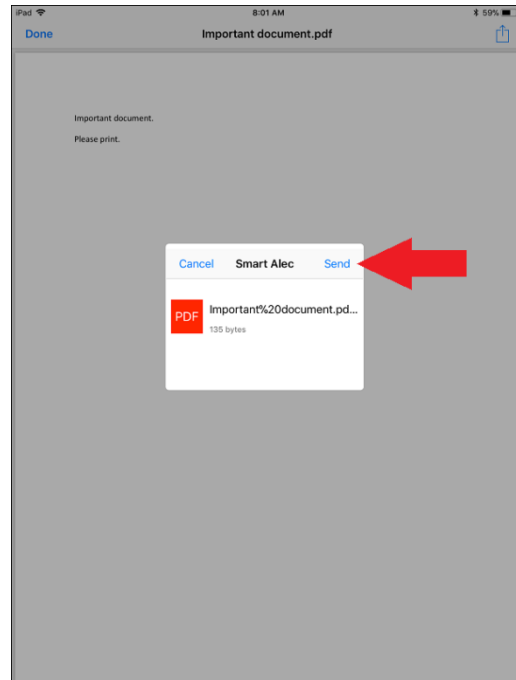 iPad 8:01 AM 59%
Done Important document.pdf
Important document.
Please print.
Cancel Smart Alec Send
PDF Important%20document.pd...
135 bytes